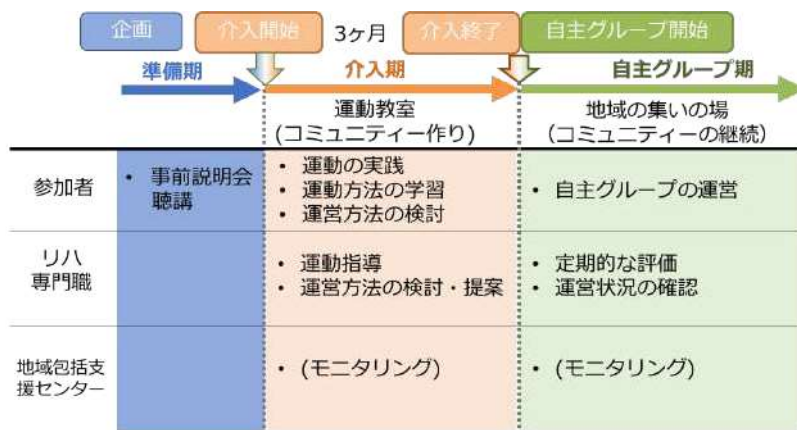 企画
介入開始
3ヶ月
介入終了
自主グループ開始
準備期
介入期
自主グループ期
運動教室
(コミュニティー作り)
地域の集いの場
(コミュニティーの継続)
参加者
• 事前説明会
聴講
• 運動の実践
• 運動方法の学習
• 運営方法の検討
• 自主グループの運営
リハ
専門職
• 運動指導
• 運営方法の検討・提案
• 定期的な評価
• 運営状況の確認
地域包括支
援センター
• (モニタリング)
• (モニタリング)